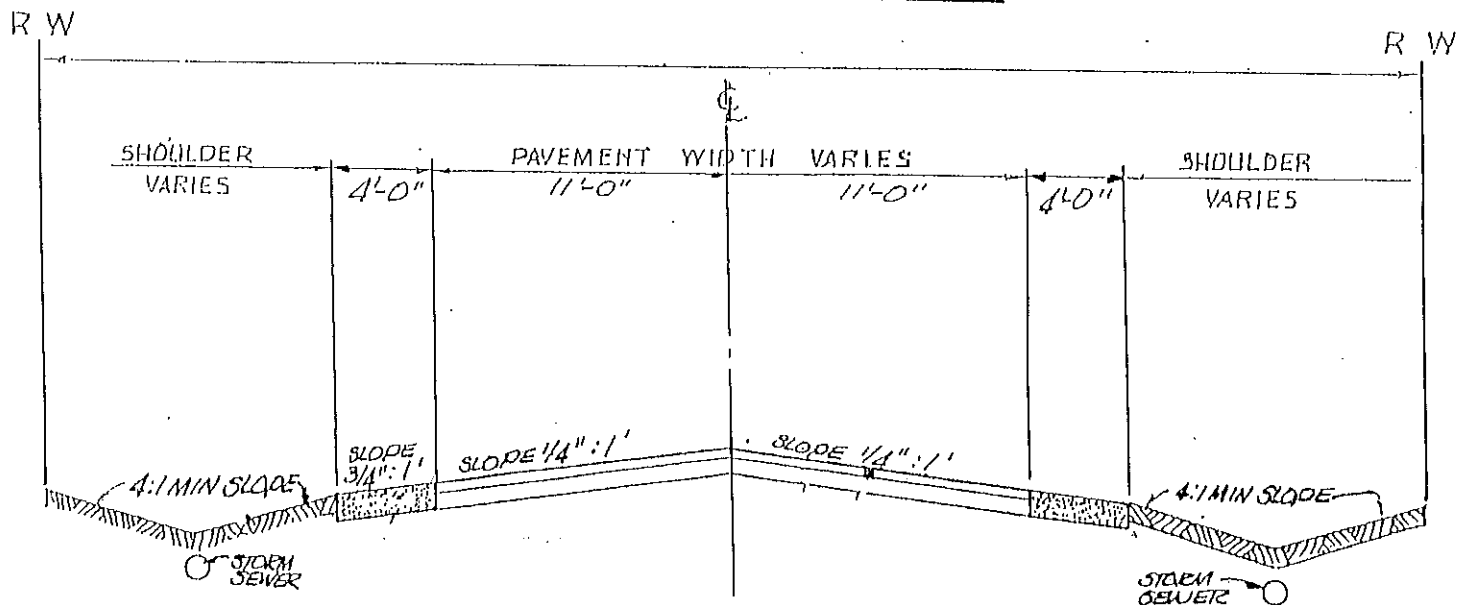 R W
R W
℄
SHOULDER
VARIES
4'-0"
PAVEMENT WIDTH VARIES
11'-0"
11'-0"
4'-0"
SHOULDER
VARIES
SLOPE
3/4":1'
SLOPE 1/4":1'
SLOPE 1/4":1'
4:1 MIN SLOPE
4:1 MIN SLOPE
STORM
SEWER
STORM
SEWER